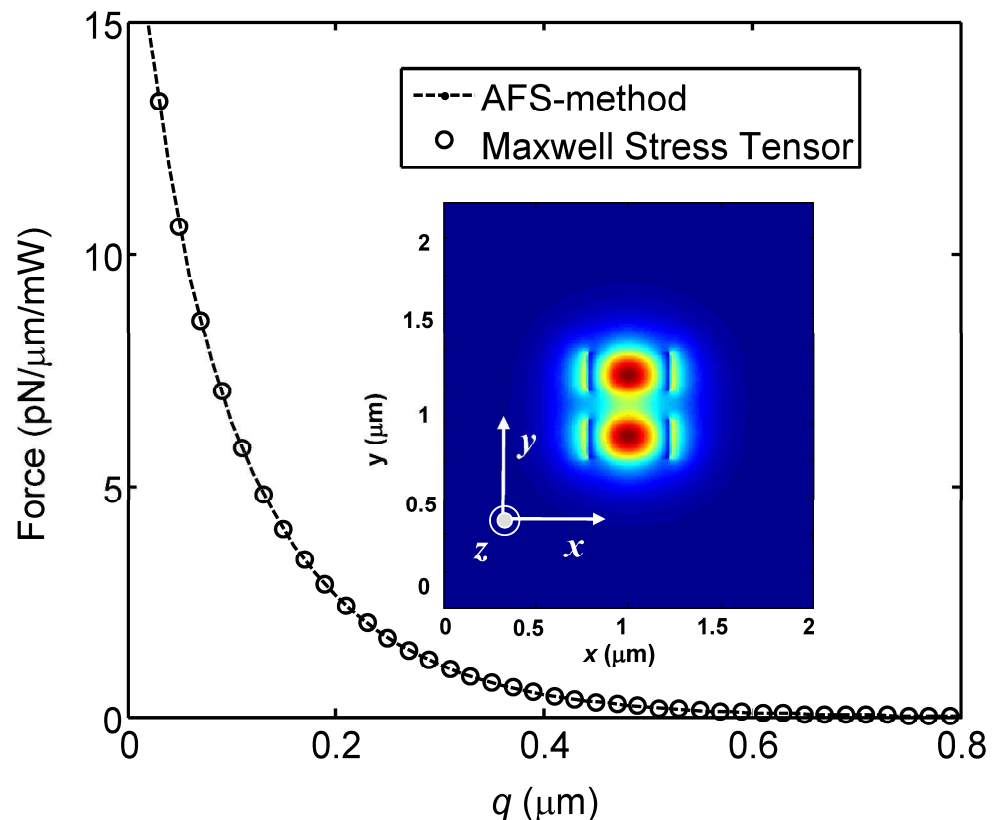 15
10
5
0
Force (pN/μm/mW)
0 0.2 0.4 0.6 0.8
q (μm)
AFS-method
Maxwell Stress Tensor
2
1.5
1
0.5
0
y (μm)
y
z
x
0 0.5 1 1.5 2
x (μm)